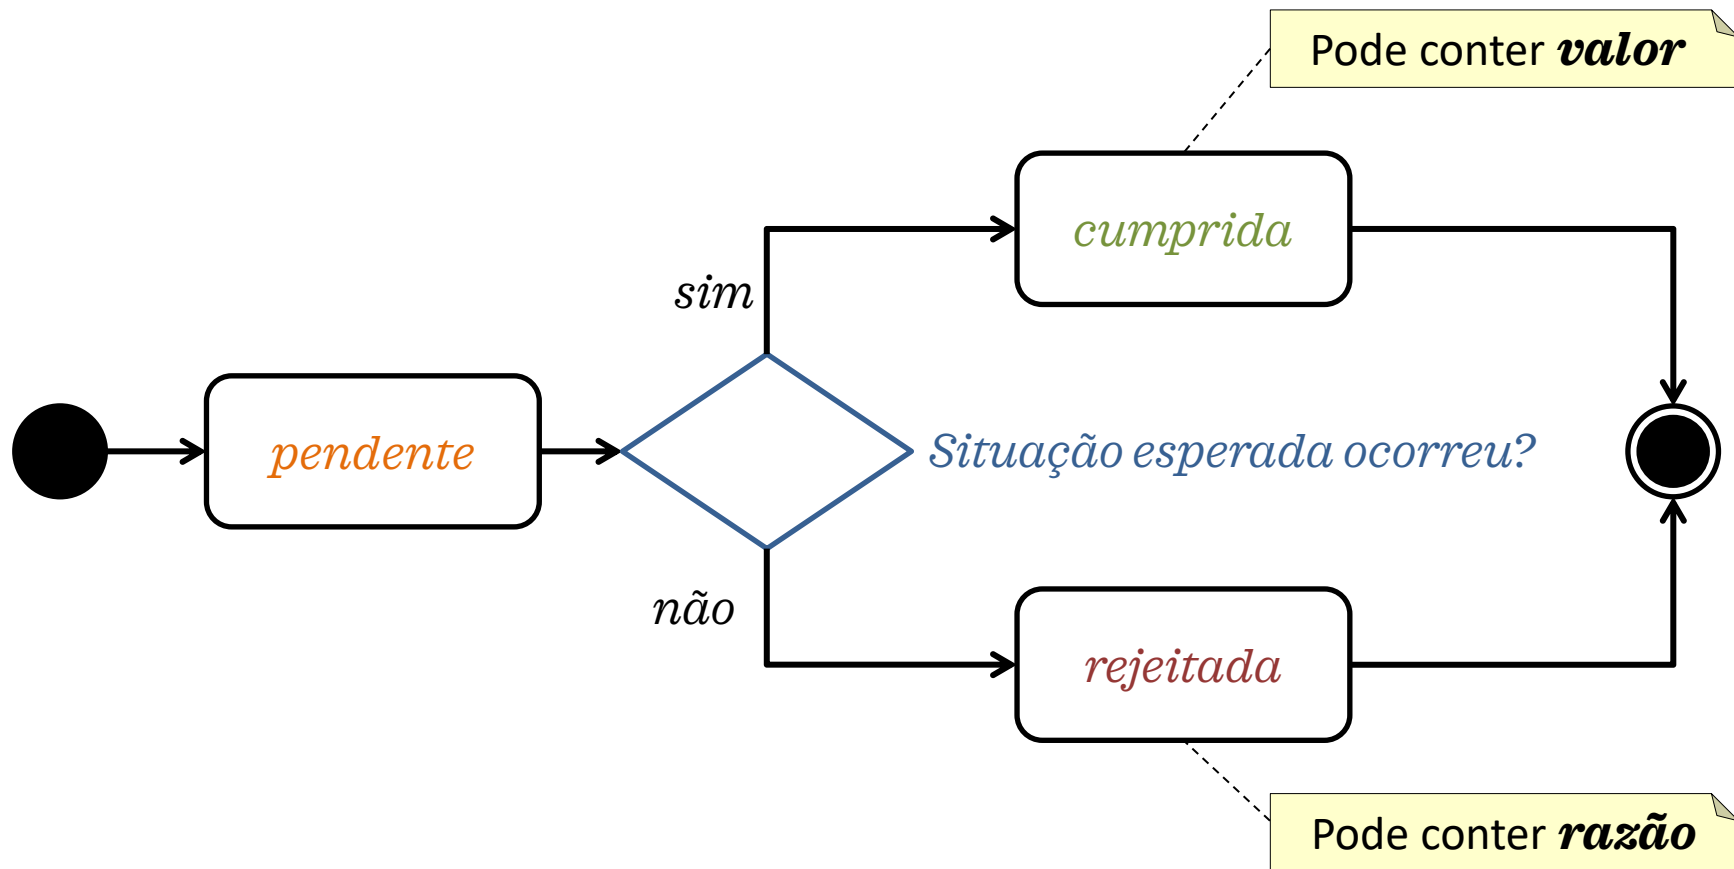 Pode conter valor
cumprida
sim
pendente
Situação esperada ocorreu?
não
rejeitada
Pode conter razão